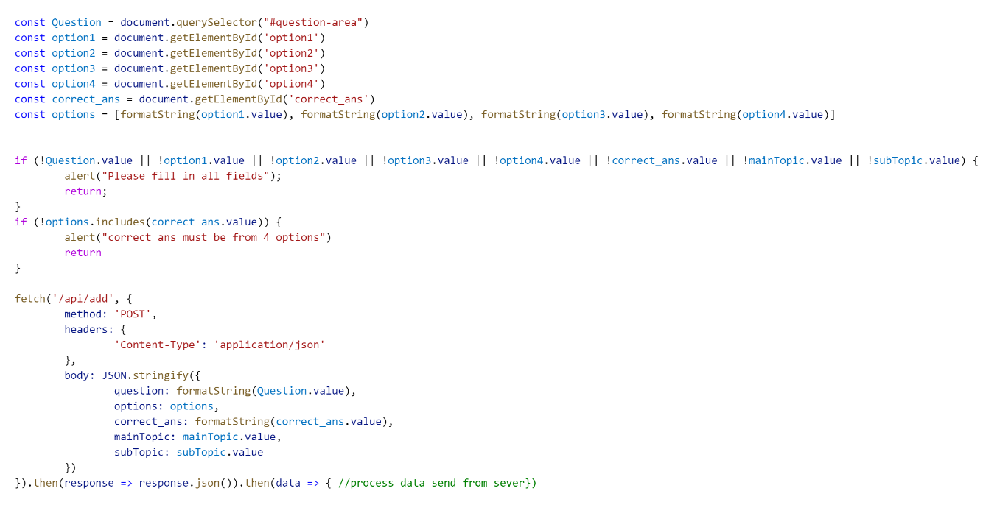 const Question = document.querySelector("#question-area")
const option1 = document.getElementById('option1')
const option2 = document.getElementById('option2')
const option3 = document.getElementById('option3')
const option4 = document.getElementById('option4')
const correct_ans = document.getElementById('correct_ans')
const options = [formatString(option1.value), formatString(option2.value), formatString(option3.value), formatString(option4.value)]
if (!Question.value || !option1.value || !option2.value || !option3.value || !option4.value || !correct_ans.value || !mainTopic.value || !subTopic.value) {
        alert("Please fill in all fields");
        return;
}
if (!options.includes(correct_ans.value)) {
        alert("correct ans must be from 4 options")
        return
}
fetch('/api/add', {
        method: 'POST',
        headers: {
                'Content-Type': 'application/json'
        },
        body: JSON.stringify({
                question: formatString(Question.value),
                options: options,
                correct_ans: formatString(correct_ans.value),
                mainTopic: mainTopic.value,
                subTopic: subTopic.value
        })
}).then(response => response.json()).then(data => { //process data send from sever})